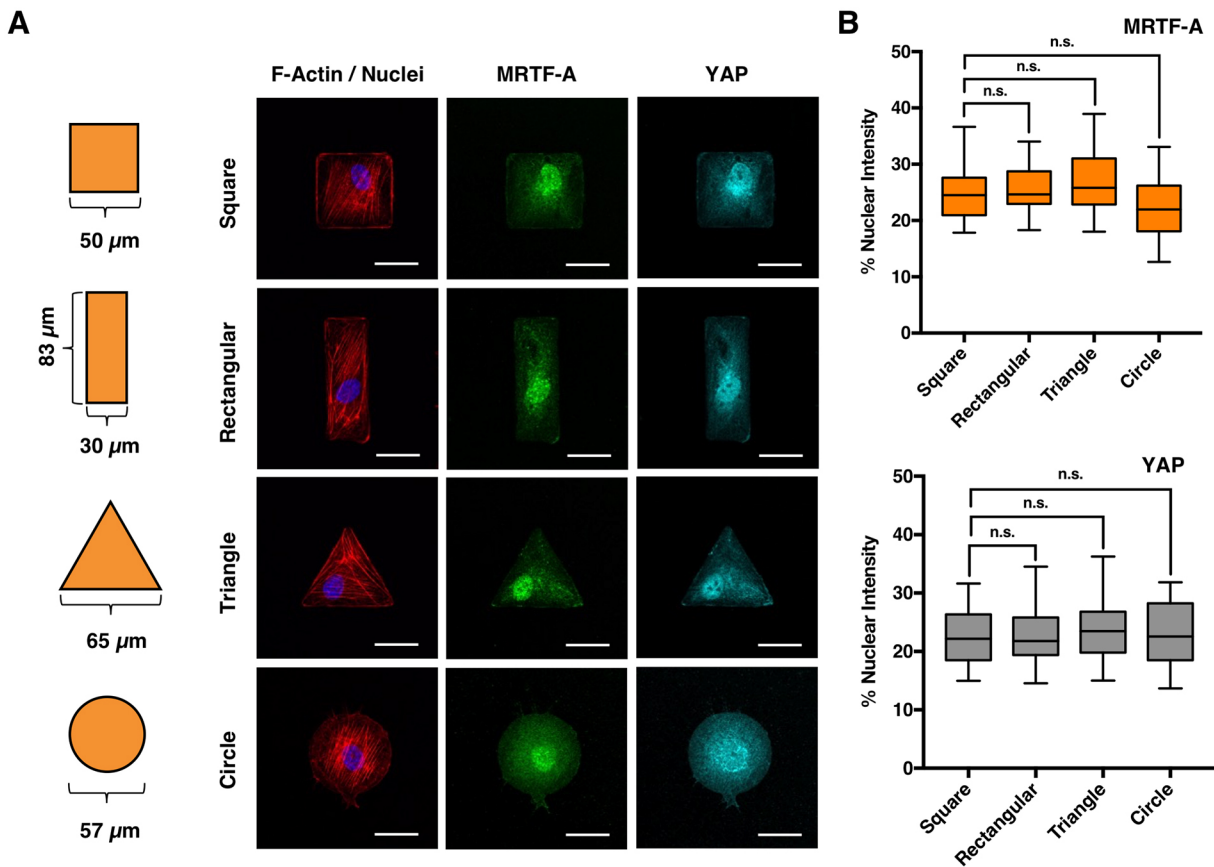 A
F-Actin / Nuclei
MRTF-A
YAP
50 µm
Square
83 µm
30 µm
Rectangular
65 µm
Triangle
57 µm
Circle
B
MRTF-A
% Nuclear Intensity
50
40
30
20
10
0
n.s.
n.s.
n.s.
Square
Rectangular
Triangle
Circle
YAP
% Nuclear Intensity
50
40
30
20
10
0
n.s.
n.s.
n.s.
Square
Rectangular
Triangle
Circle